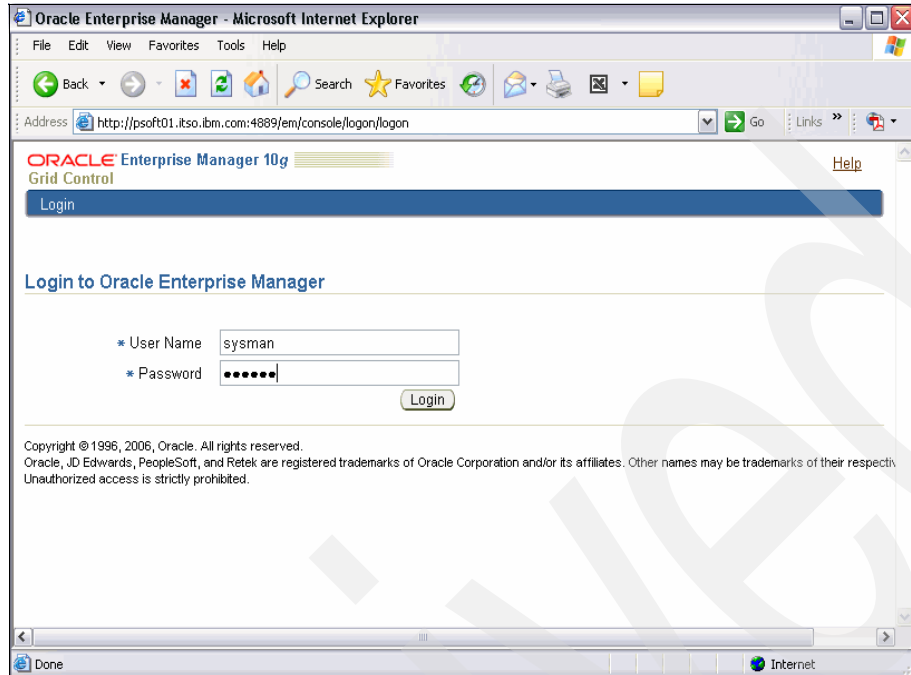 Oracle Enterprise Manager - Microsoft Internet Explorer
File Edit View Favorites Tools Help
Back Search Favorites
Address http://psoft01.itso.ibm.com:4889/em/console/logon/logon Go Links »
ORACLE Enterprise Manager 10g
Grid Control Help
Login
Login to Oracle Enterprise Manager
* User Name sysman
* Password ••••••
Login
Copyright © 1996, 2006, Oracle. All rights reserved.
Oracle, JD Edwards, PeopleSoft, and Retek are registered trademarks of Oracle Corporation and/or its affiliates. Other names may be trademarks of their respectiv
Unauthorized access is strictly prohibited.
Done Internet